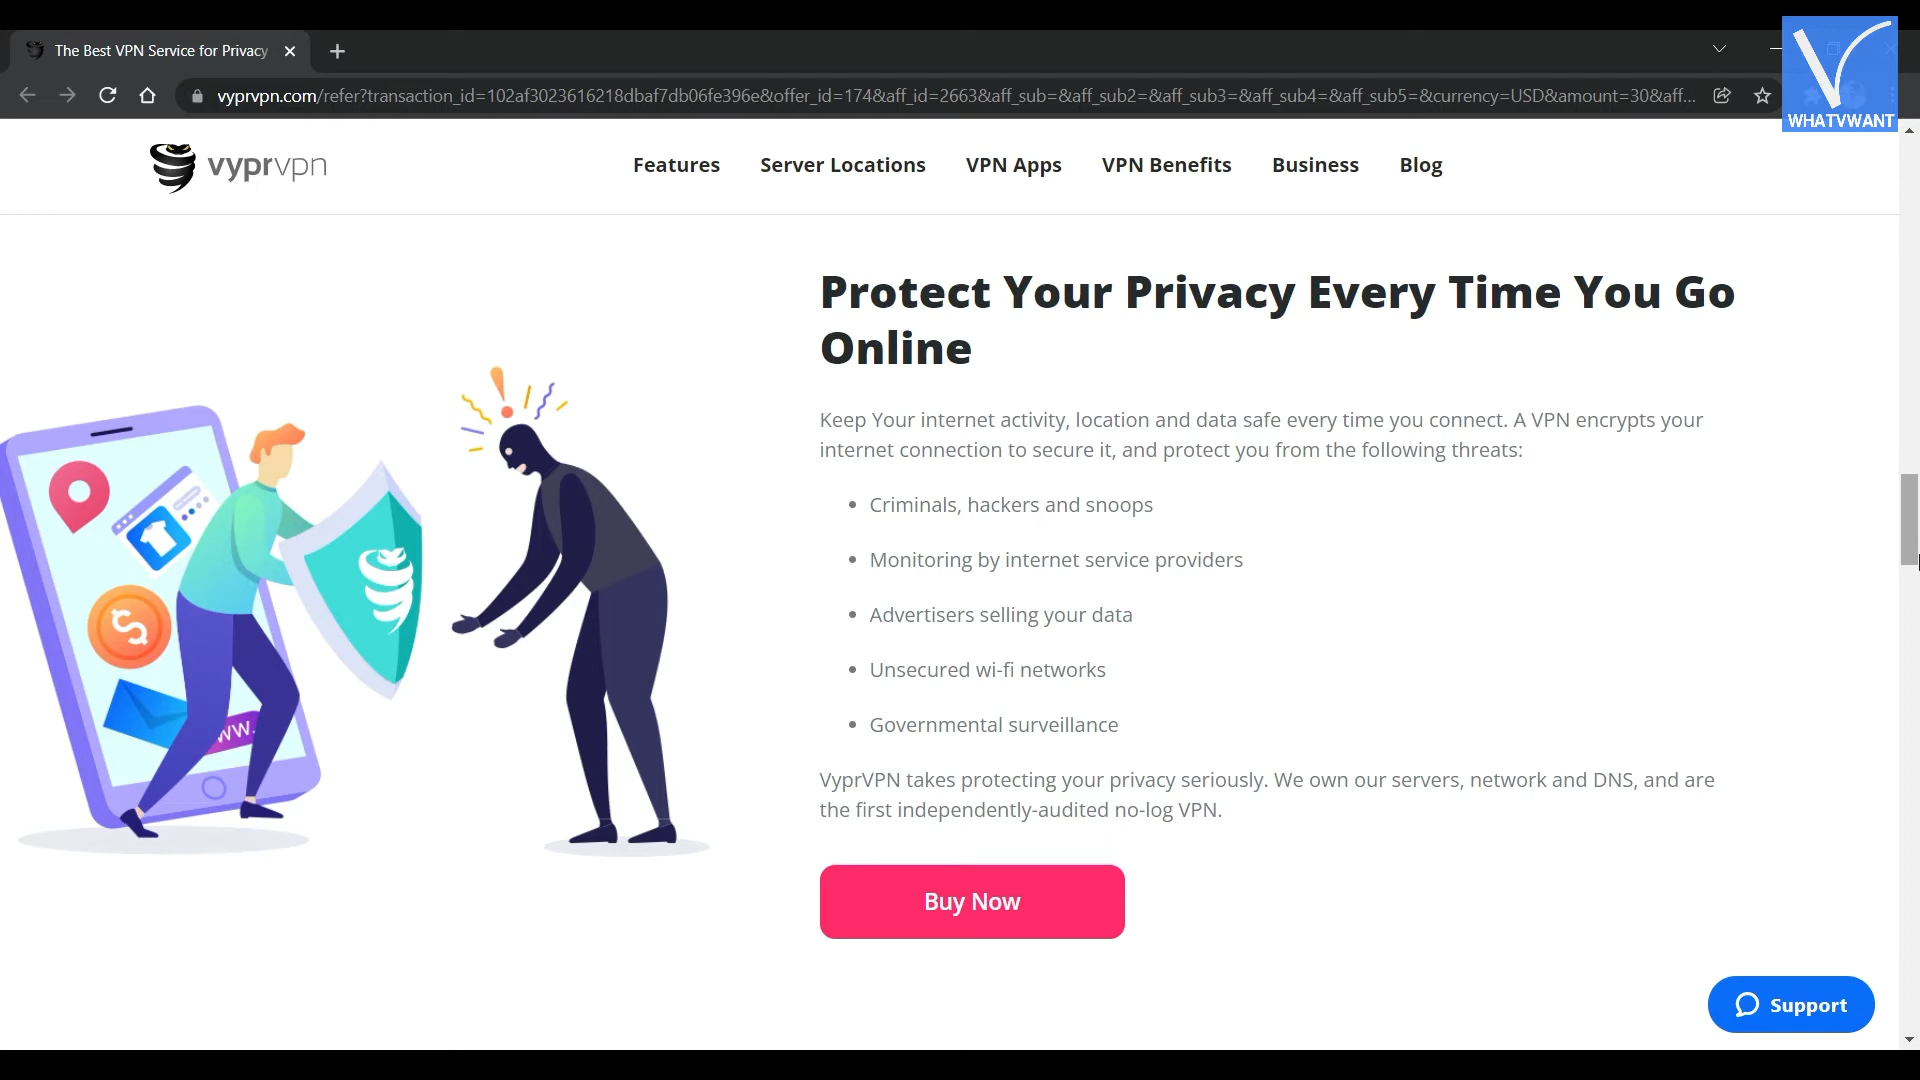 The Best VPN Service for Privacy
vyprvpn.com/refer?transaction_id=102af3023616218dbaf7db06fe396e&offer_id=174&aff_id=2663&aff_sub=&aff_sub2=&aff_sub3=&aff_sub4=&aff_sub5=&currency=USD&amount=30&aff...
WHATVWANT
vyprvpn
Features Server Locations VPN Apps VPN Benefits Business Blog
Protect Your Privacy Every Time You Go
Online
Keep Your internet activity, location and data safe every time you connect. A VPN encrypts your
internet connection to secure it, and protect you from the following threats:
• Criminals, hackers and snoops
• Monitoring by internet service providers
• Advertisers selling your data
• Unsecured wi-fi networks
• Governmental surveillance
VyprVPN takes protecting your privacy seriously. We own our servers, network and DNS, and are
the first independently-audited no-log VPN.
Buy Now
Support